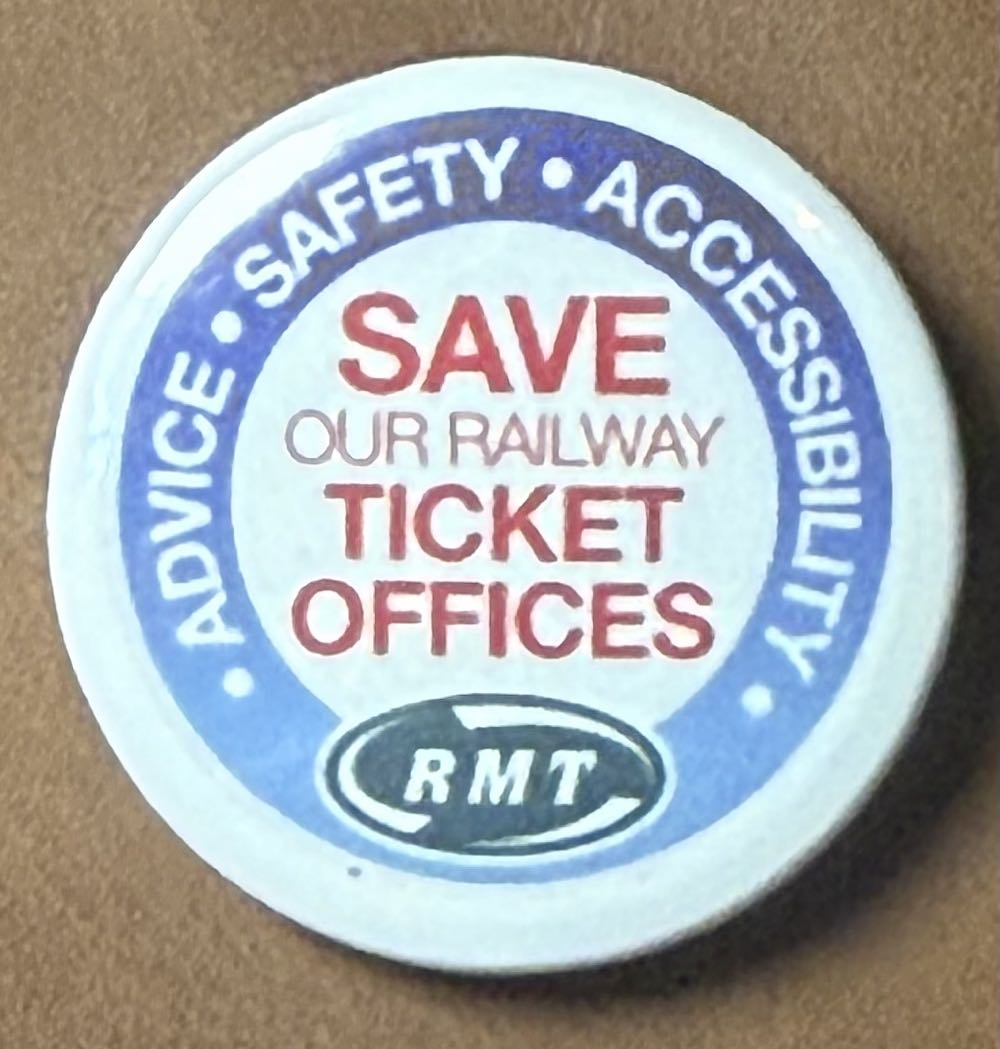 • ADVICE • SAFETY • ACCESSIBILITY •
SAVE
OUR RAILWAY
TICKET
OFFICES
RMT